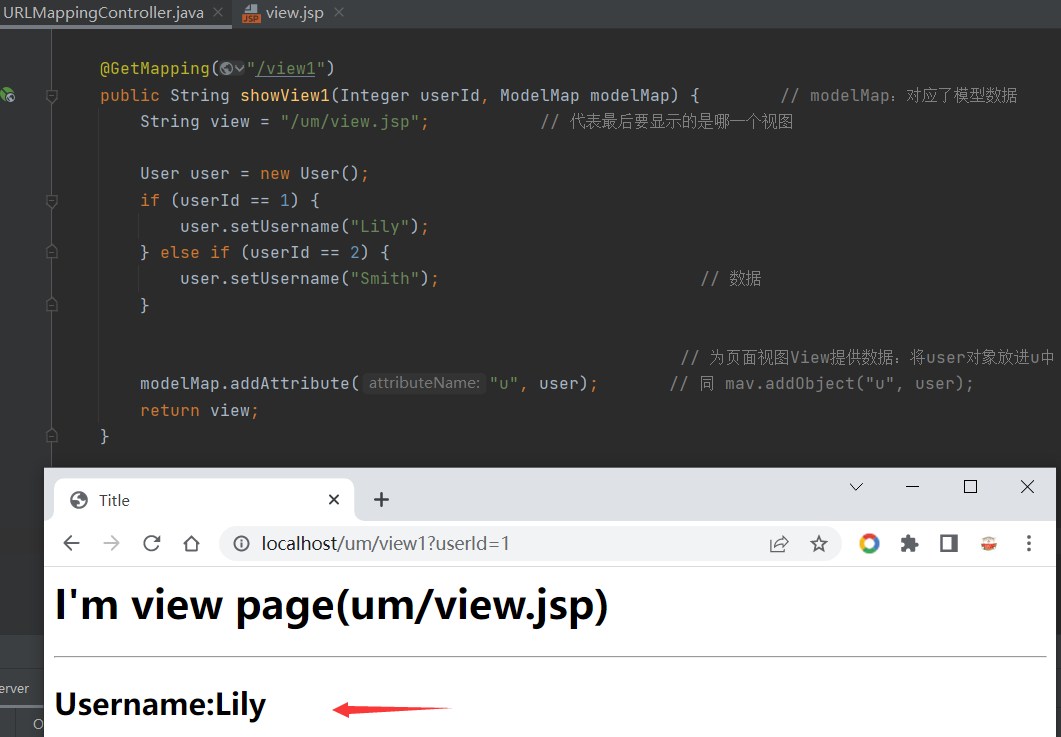 URLMappingController.java view.jsp
@GetMapping("/view1")
public String showView1(Integer userId, ModelMap modelMap) { // modelMap：对应了模型数据
String view = "/um/view.jsp"; // 代表最后要显示的是哪一个视图
User user = new User();
if (userId == 1) {
user.setUsername("Lily");
} else if (userId == 2) {
user.setUsername("Smith"); // 数据
}
// 为页面视图View提供数据：将user对象放进u中
modelMap.addAttribute( attributeName: "u", user); // 同 mav.addObject("u", user);
return view;
}
Title
localhost/um/view1?userId=1
I'm view page(um/view.jsp)
erver
Username:Lily
O